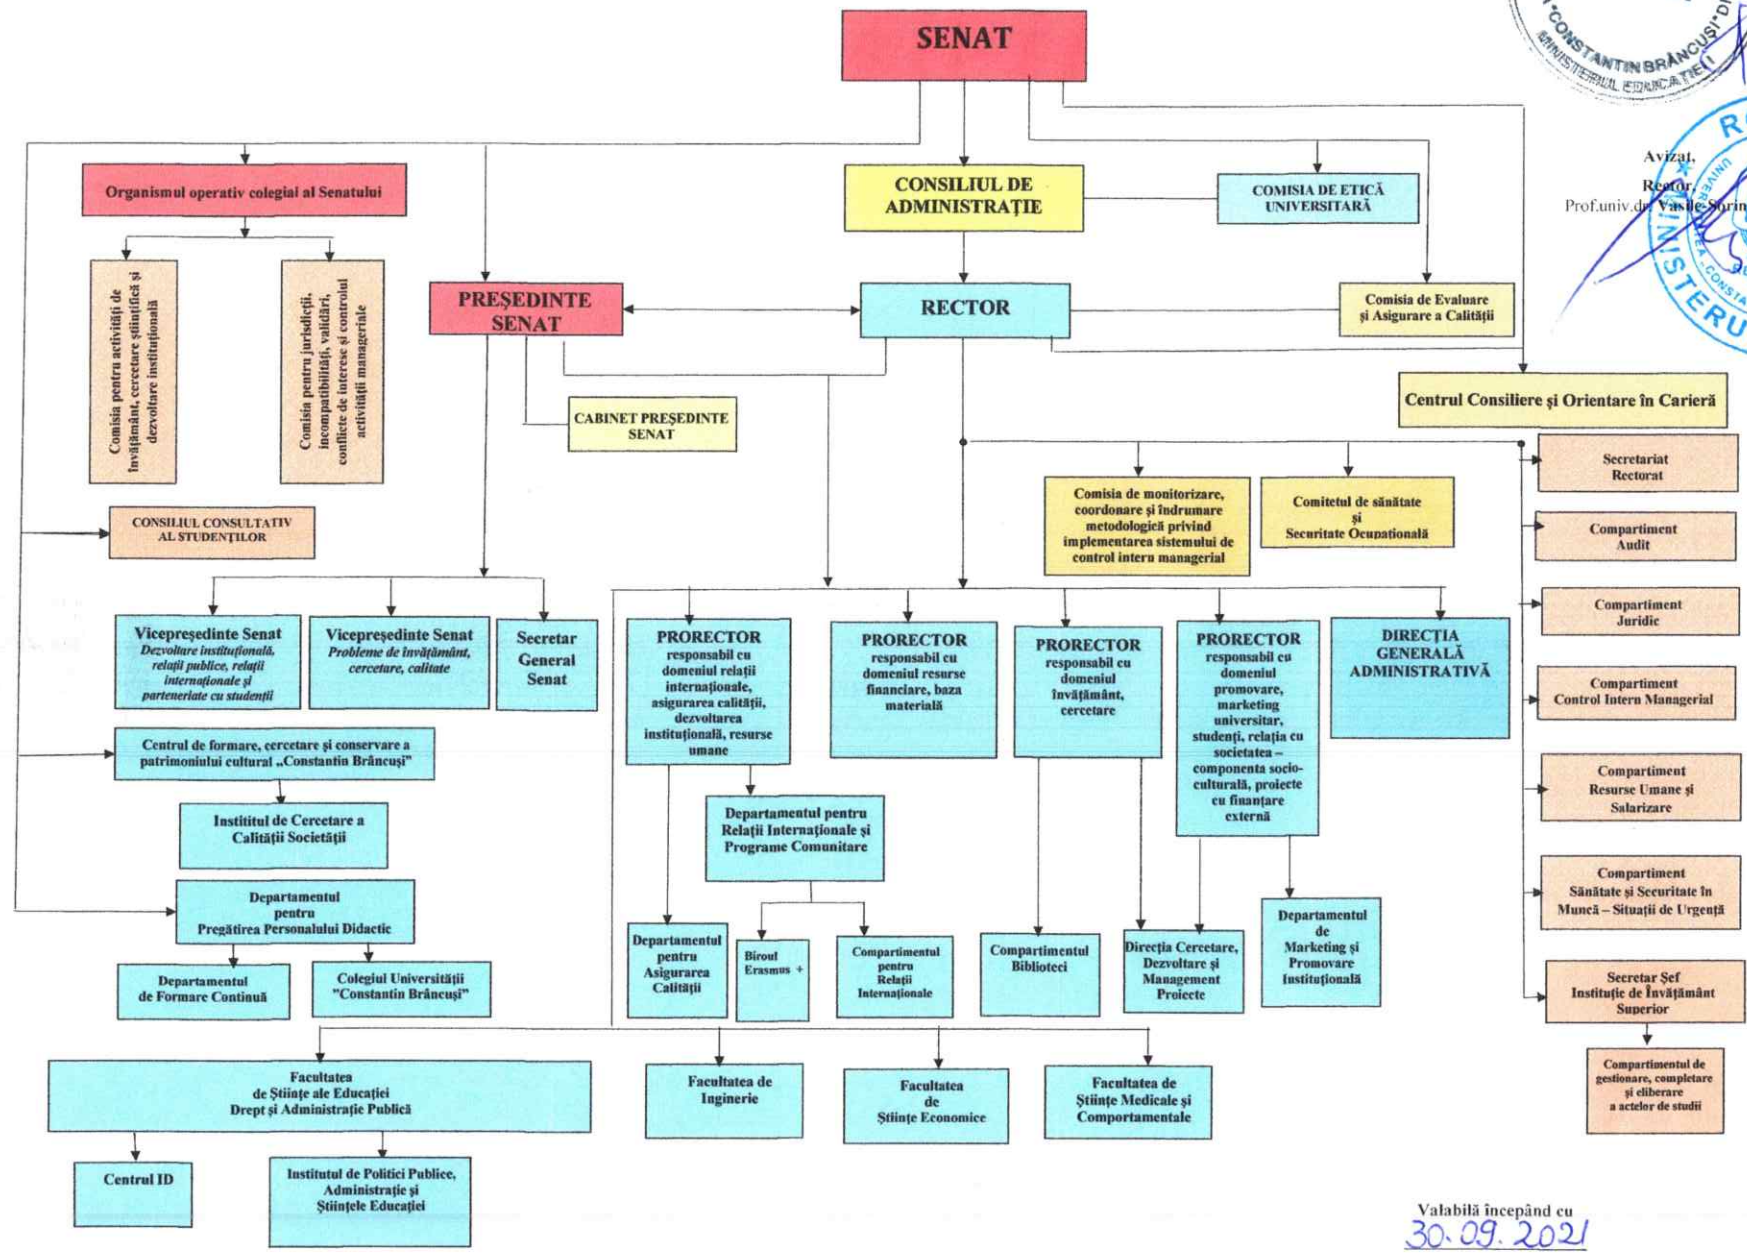 SENAT
"CONSTANTIN BRÂNCUȘI"
MINISTERUL EDUCAȚIEI
Avizat,
Rector,
Prof.univ.dr. Vasile Sorin
MINISTERU
Organismul operativ colegial al Senatului
CONSILIUL DE
ADMINISTRAȚIE
COMISIA DE ETICĂ
UNIVERSITARĂ
Comisia pentru activități de
învățământ, cercetare științifică și
dezvoltare instituțională
Comisia pentru jurisdicții,
incompatibilități, validări,
conflicte de interese și controlul
activității manageriale
PREȘEDINTE
SENAT
RECTOR
Comisia de Evaluare
și Asigurare a Calității
Centrul Consiliere și Orientare în Carieră
CABINET PREȘEDINTE
SENAT
Secretariat
Rectorat
Comisia de monitorizare,
coordonare și îndrumare
metodologică privind
implementarea sistemului de
control intern managerial
Comitetul de sănătate
și
Securitate Ocupațională
CONSILIUL CONSULTATIV
AL STUDENȚILOR
Compartiment
Audit
Compartiment
Juridic
Vicepreședinte Senat
Dezvoltare instituțională,
relații publice, relații
internaționale și
parteneriate cu studenții
Vicepreședinte Senat
Probleme de învățământ,
cercetare, calitate
Secretar
General
Senat
PRORECTOR
responsabil cu
domeniul relații
internaționale,
asigurarea calității,
dezvoltarea
instituțională, resurse
umane
PRORECTOR
responsabil cu
domeniul resurse
financiare, baza
materială
PRORECTOR
responsabil cu
domeniul
învățământ,
cercetare
PRORECTOR
responsabil cu
domeniul
promovare,
marketing
universitar,
studenți, relația cu
societatea –
componenta socio-
culturală, proiecte
cu finanțare
externă
DIRECȚIA
GENERALĂ
ADMINISTRATIVĂ
Compartiment
Control Intern Managerial
Centrul de formare, cercetare și conservare a
patrimoniului cultural „Constantin Brâncuși”
Compartiment
Resurse Umane și
Salarizare
Instititul de Cercetare a
Calității Societății
Departamentul pentru
Relații Internaționale și
Programe Comunitare
Compartiment
Sănătate și Securitate în
Muncă – Situații de Urgență
Departamentul
pentru
Pregătirea Personalului Didactic
Departamentul
de Formare Continuă
Colegiul Universității
"Constantin Brâncuși"
Departamentul
pentru
Asigurarea
Calității
Biroul
Erasmus +
Compartimentul
pentru
Relații
Internaționale
Compartimentul
Biblioteci
Direcția Cercetare,
Dezvoltare și
Management
Proiecte
Departamentul
de
Marketing și
Promovare
Instituțională
Secretar Șef
Instituție de Învățământ
Superior
Compartimentul de
gestionare, completare
și eliberare
a actelor de studii
Facultatea
de Științe ale Educației
Drept și Administrație Publică
Facultatea de
Inginerie
Facultatea
de
Științe Economice
Facultatea de
Științe Medicale și
Comportamentale
Centrul ID
Institutul de Politici Publice,
Administrație și
Științele Educației
Valabilă începând cu
30.09.2021